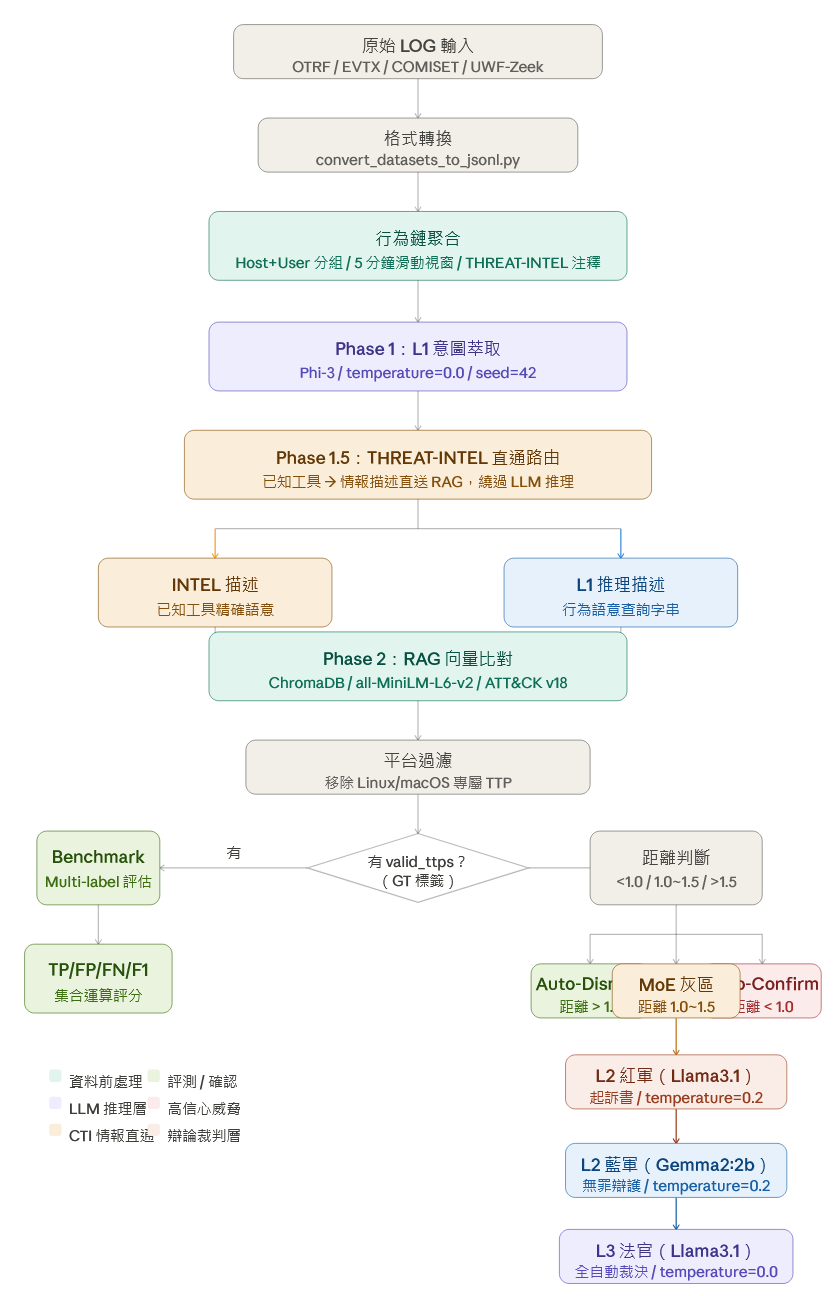 原始 LOG 輸入
OTRF / EVTX / COMISET / UWF-Zeek
格式轉換
convert_datasets_to_jsonl.py
行為鏈聚合
Host+User 分組 / 5 分鐘滑動視窗 / THREAT-INTEL 注釋
Phase 1：L1 意圖萃取
Phi-3 / temperature=0.0 / seed=42
Phase 1.5：THREAT-INTEL 直通路由
已知工具 → 情報描述直送 RAG，繞過 LLM 推理
INTEL 描述
已知工具精確語意
L1 推理描述
行為語意查詢字串
Phase 2：RAG 向量比對
ChromaDB / all-MiniLM-L6-v2 / ATT&CK v18
平台過濾
移除 Linux/macOS 專屬 TTP
有 valid_ttps？
（GT 標籤）
有
Benchmark
Multi-label 評估
TP/FP/FN/F1
集合運算評分
距離判斷
<1.0 / 1.0~1.5 / >1.5
Auto-Dism
距離 > 1.
MoE 灰區
距離 1.0~1.5
o-Confirm
距離 < 1.0
L2 紅軍（Llama3.1）
起訴書 / temperature=0.2
L2 藍軍（Gemma2:2b）
無罪辯護 / temperature=0.2
L3 法官（Llama3.1）
全自動裁決 / temperature=0.0
資料前處理
評測 / 確認
LLM 推理層
高信心威脅
CTI 情報直通
辯論裁判層